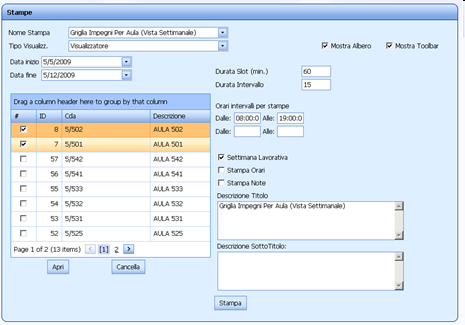 Stampe
Nome Stampa Griglia Impegni Per Aula (Vista Settimanale)
Tipo Visualizz. Visualizzatore Mostra Albero Mostra Toolbar
Data inizio 5/5/2009
Data fine 5/12/2009
Durata Slot (min.) 60
Durata Intervallo 15
Drag a column header here to group by that column
# ID Cda Descrizione
8 5/502 AULA 502
7 5/501 AULA 501
57 5/542 AULA 542
56 5/541 AULA 541
55 5/533 AULA 533
54 5/532 AULA 532
53 5/531 AULA 531
52 5/525 AULA 525
Page 1 of 2 (13 items) [1] 2
Apri Cancella
Orari intervalli per stampe
Dalle: 08:00:0 Alle: 19:00:0
Dalle: Alle:
Settimana Lavorativa
Stampa Orari
Stampa Note
Descrizione Titolo
Griglia Impegni Per Aula (Vista Settimanale)
Descrizione SottoTitolo:
Stampa